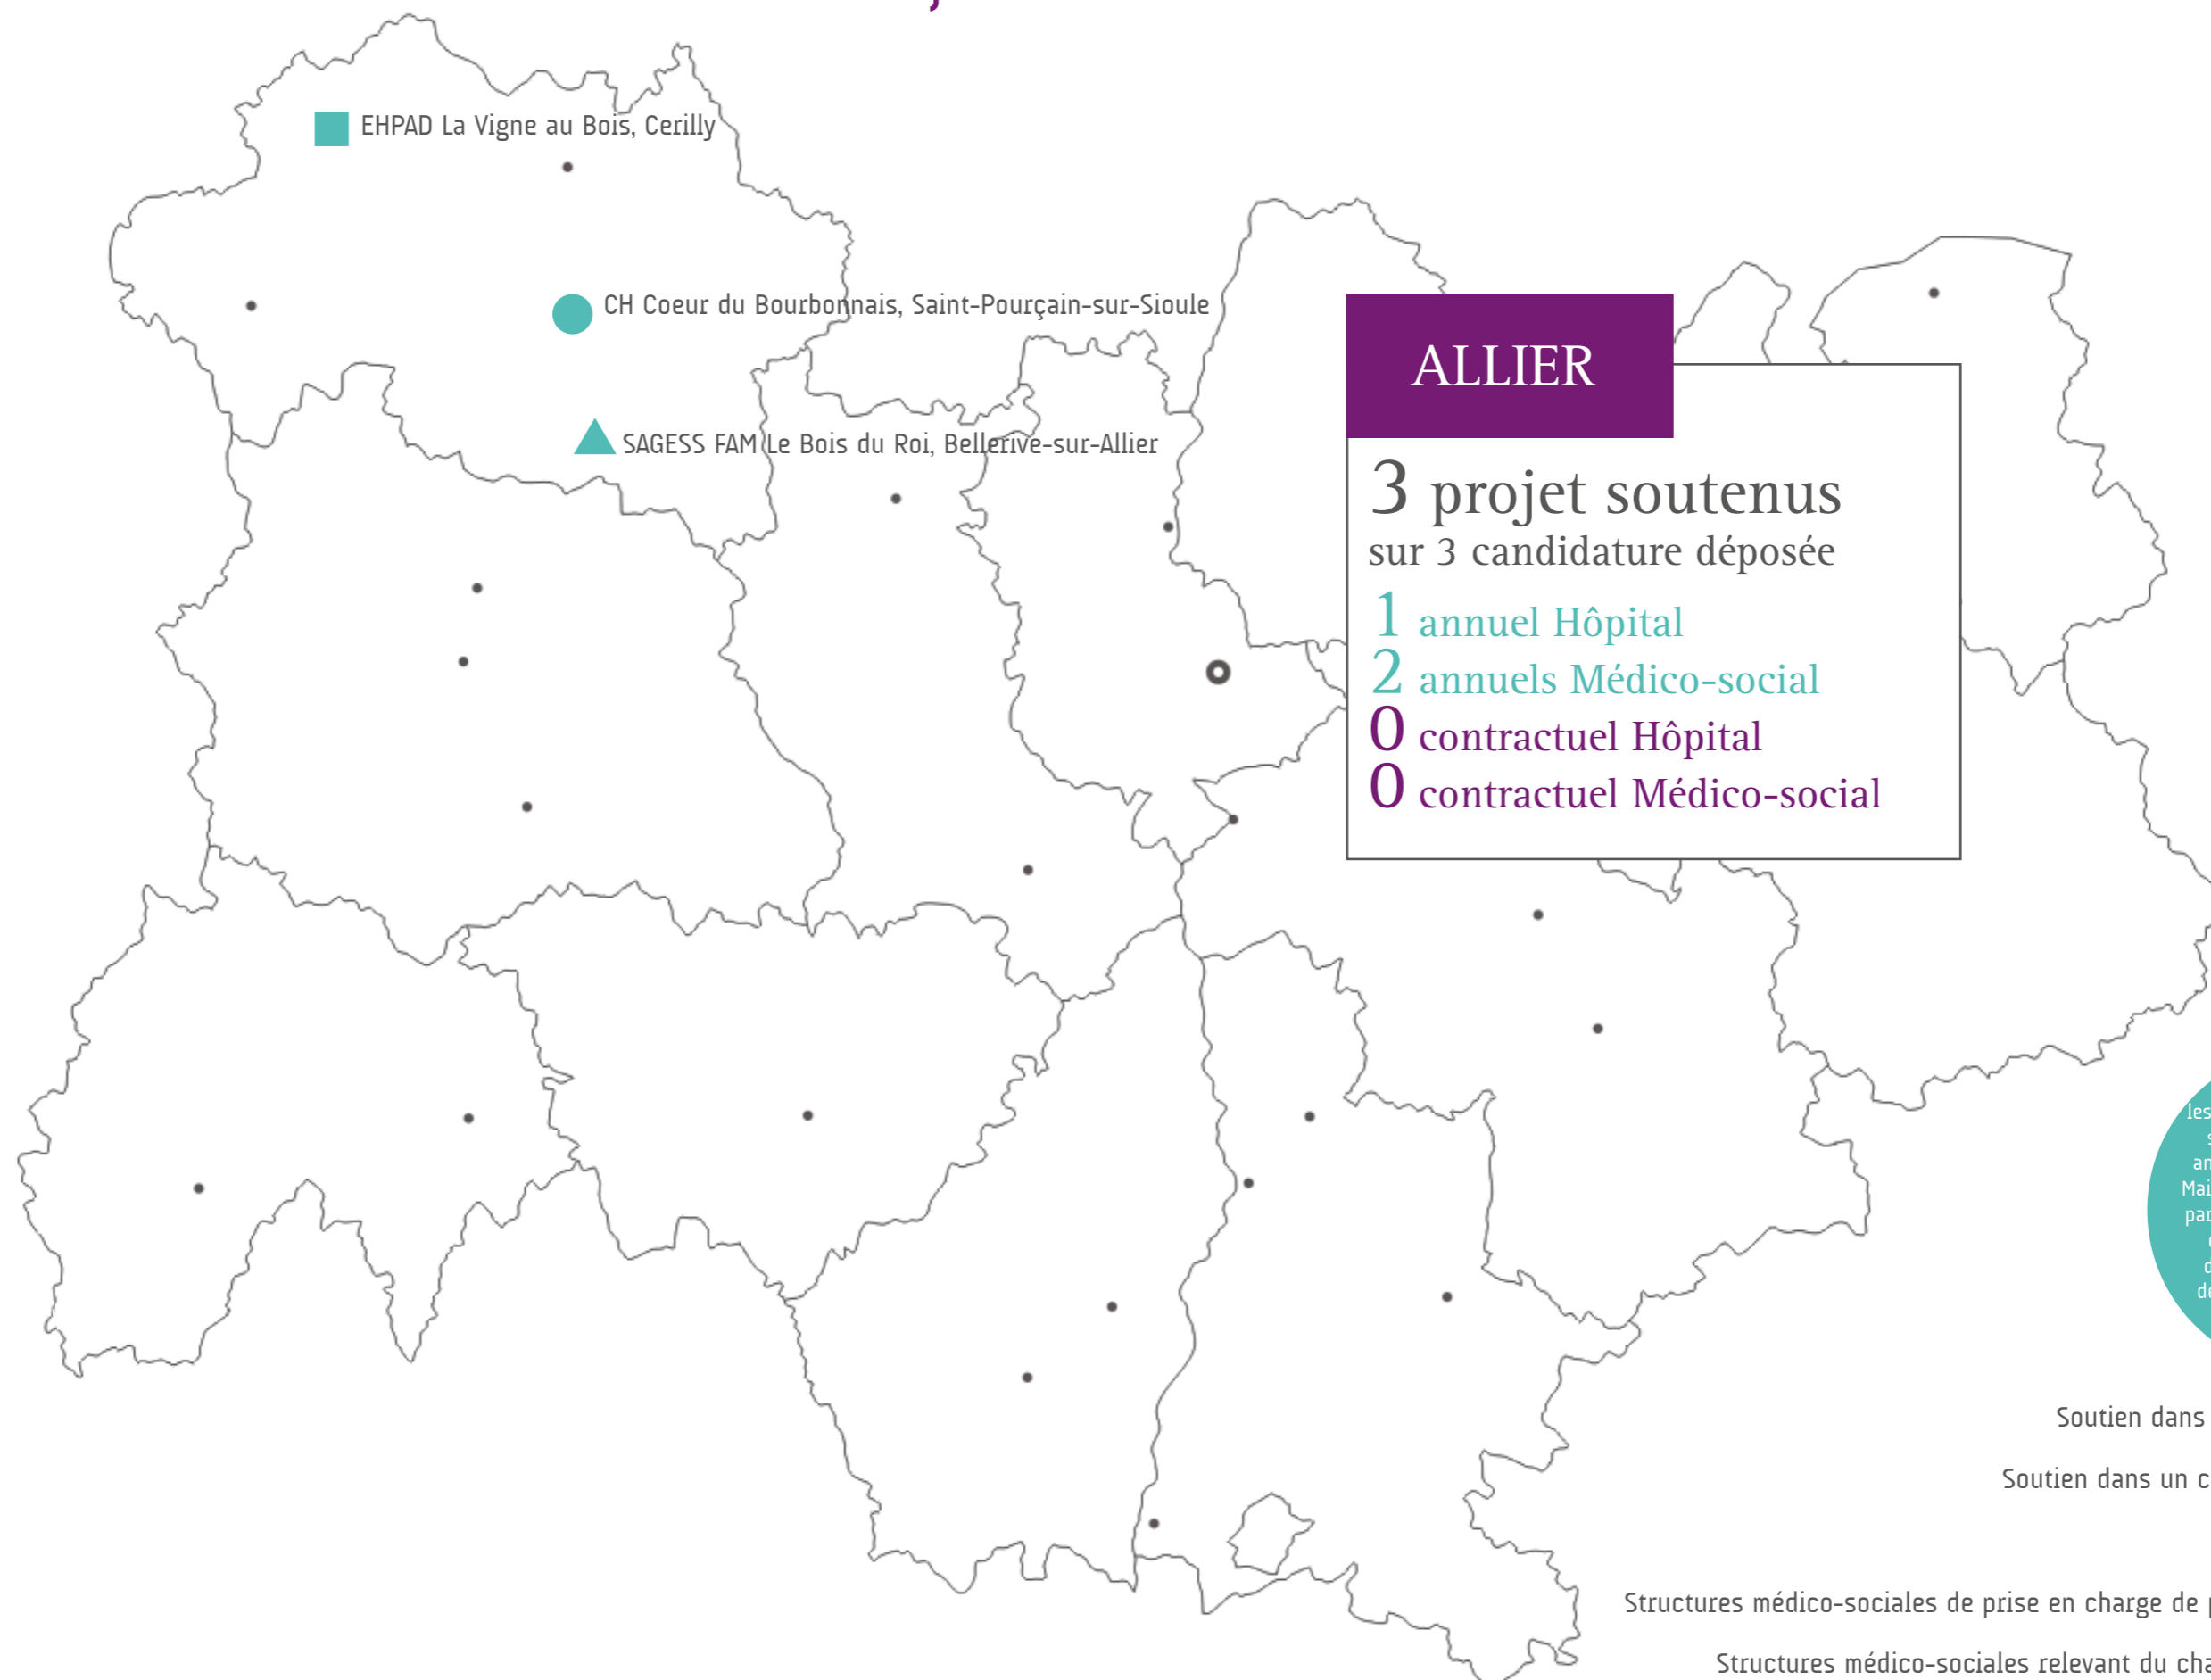 EHPAD La Vigne au Bois, Cerilly
CH Coeur du Bourbonnais, Saint-Pourçain-sur-Sioule
SAGESS FAM Le Bois du Roi, Bellerive-sur-Allier
ALLIER
3 projet soutenus
sur 3 candidature déposée
1 annuel Hôpital
2 annuels Médico-social
0 contractuel Hôpital
0 contractuel Médico-social
les
Soutien dans
Soutien dans un c
Structures médico-sociales de prise en charge de p
Structures médico-sociales relevant du cha